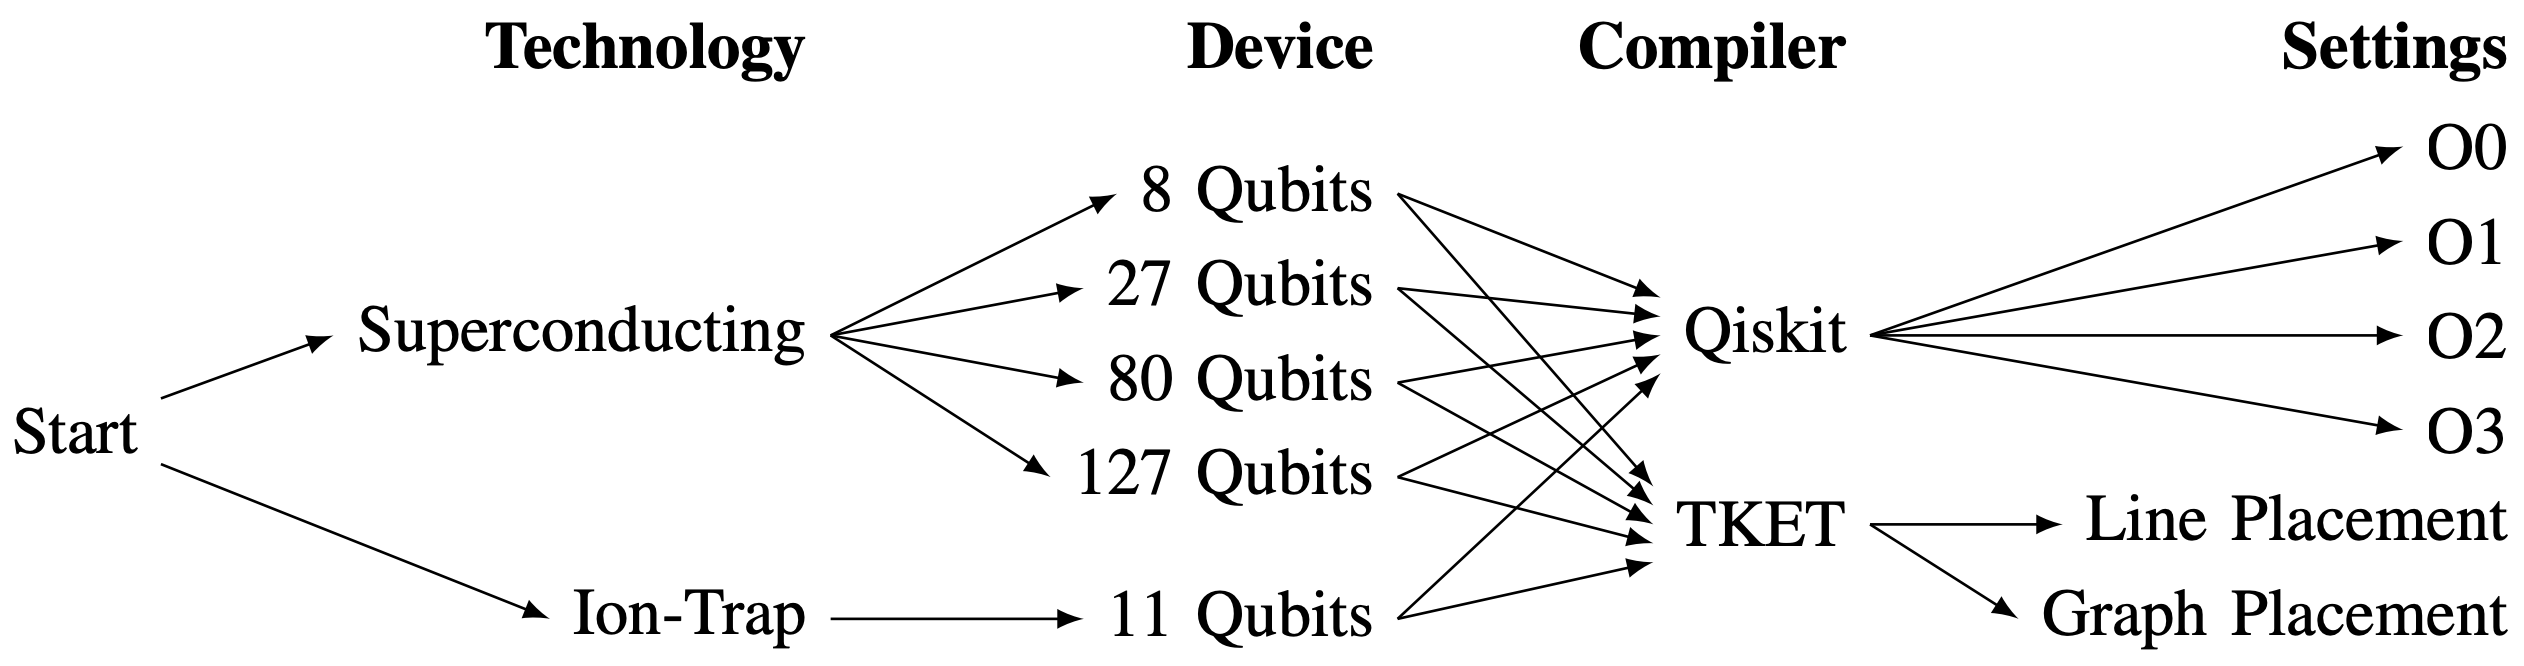 Technology Device Compiler Settings
O0
8 Qubits
O1
27 Qubits
Superconducting
Qiskit
O2
80 Qubits
Start
O3
127 Qubits
TKET
Line Placement
Ion-Trap
11 Qubits
Graph Placement